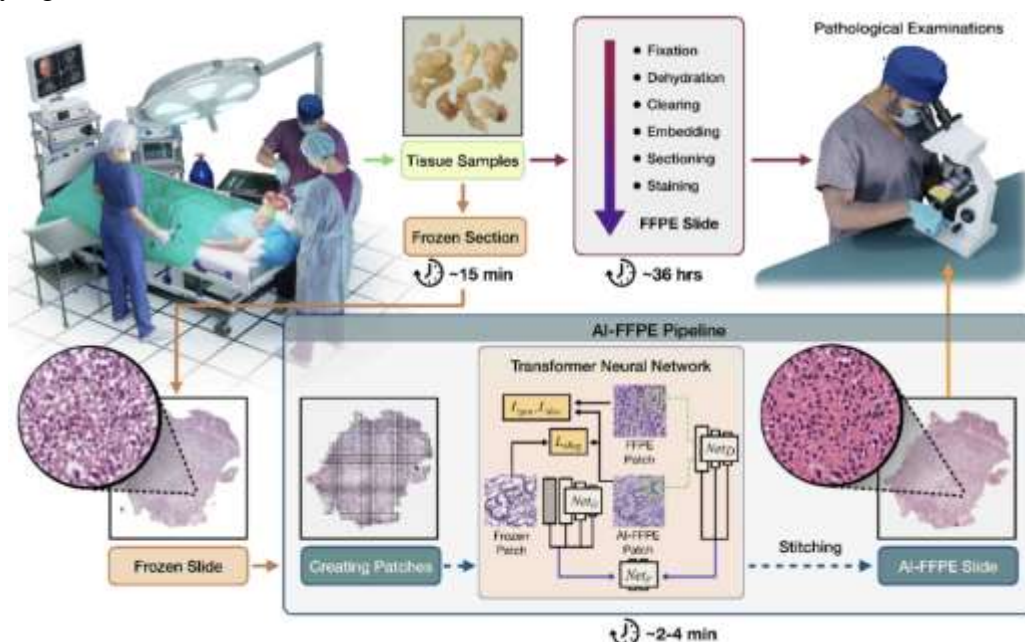 Pathological Examinations
Fixation
Dehydration
Clearing
Embedding
Sectioning
Staining
FFPE Slide
Tissue Samples
Frozen Section
~15 min
~36 hrs
AI-FFPE Pipeline
Transformer Neural Network
FFPE
Patch
Net_D
Net_G
Frozen
Patch
AI-FFPE
Patch
Stitching
Frozen Slide
Creating Patches
AI-FFPE Slide
~2-4 min